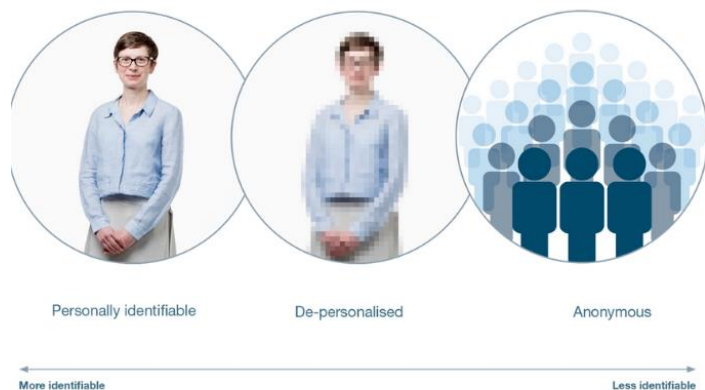 Personally identifiable
De-personalised
Anonymous
More identifiable
Less identifiable